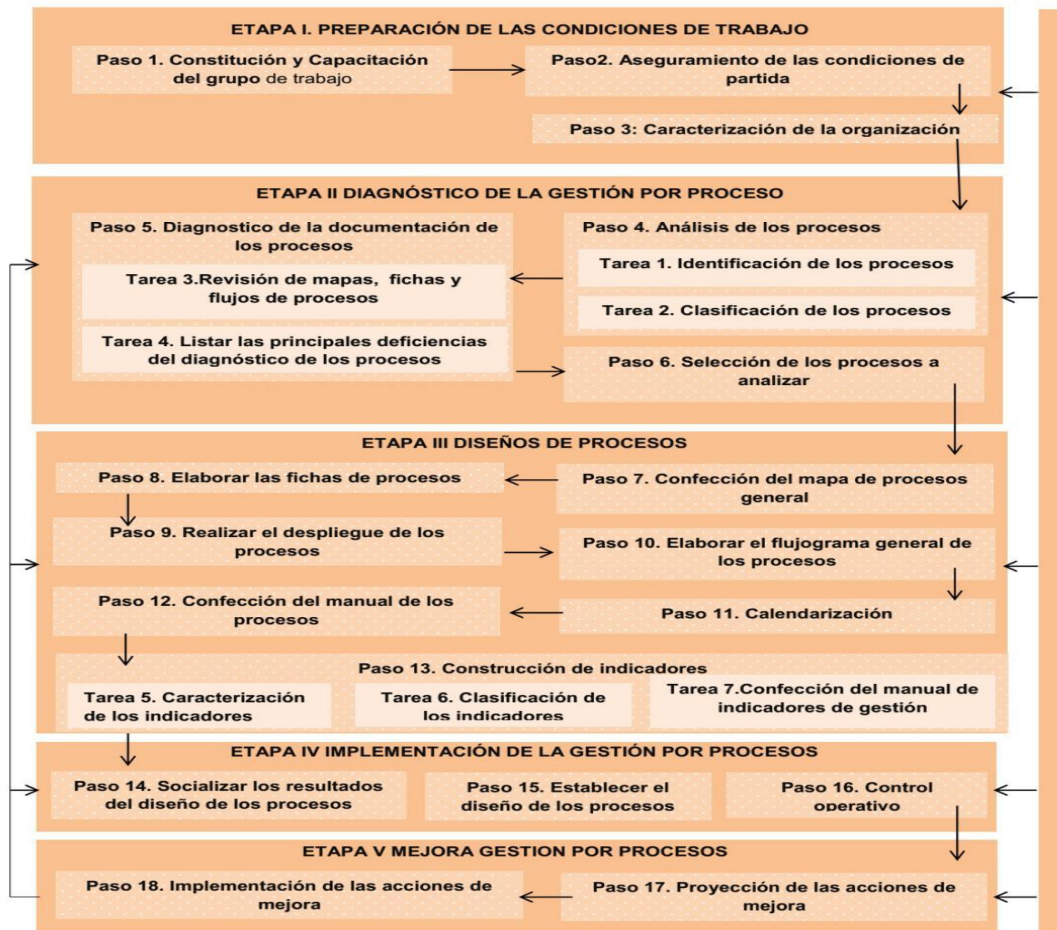 ETAPA I. PREPARACIÓN DE LAS CONDICIONES DE TRABAJO
Paso 1. Constitución y Capacitación
del grupo de trabajo
Paso2. Aseguramiento de las condiciones de
partida
Paso 3: Caracterización de la organización
ETAPA II DIAGNÓSTICO DE LA GESTIÓN POR PROCESO
Paso 4. Análisis de los procesos
Tarea 1. Identificación de los procesos
Tarea 2. Clasificación de los procesos
Paso 5. Diagnostico de la documentación de
los procesos
Tarea 3.Revisión de mapas, fichas y
flujos de procesos
Tarea 4. Listar las principales deficiencias
del diagnóstico de los procesos
Paso 6. Selección de los procesos a
analizar
ETAPA III DISEÑOS DE PROCESOS
Paso 7. Confección del mapa de procesos
general
Paso 8. Elaborar las fichas de procesos
Paso 9. Realizar el despliegue de los
procesos
Paso 10. Elaborar el flujograma general de
los procesos
Paso 11. Calendarización
Paso 12. Confección del manual de los
procesos
Paso 13. Construcción de indicadores
Tarea 5. Caracterización
de los indicadores
Tarea 6. Clasificación de
los indicadores
Tarea 7.Confección del manual de
indicadores de gestión
ETAPA IV IMPLEMENTACIÓN DE LA GESTIÓN POR PROCESOS
Paso 14. Socializar los resultados
del diseño de los procesos
Paso 15. Establecer el
diseño de los procesos
Paso 16. Control
operativo
ETAPA V MEJORA GESTION POR PROCESOS
Paso 17. Proyección de las acciones de
mejora
Paso 18. Implementación de las acciones de
mejora